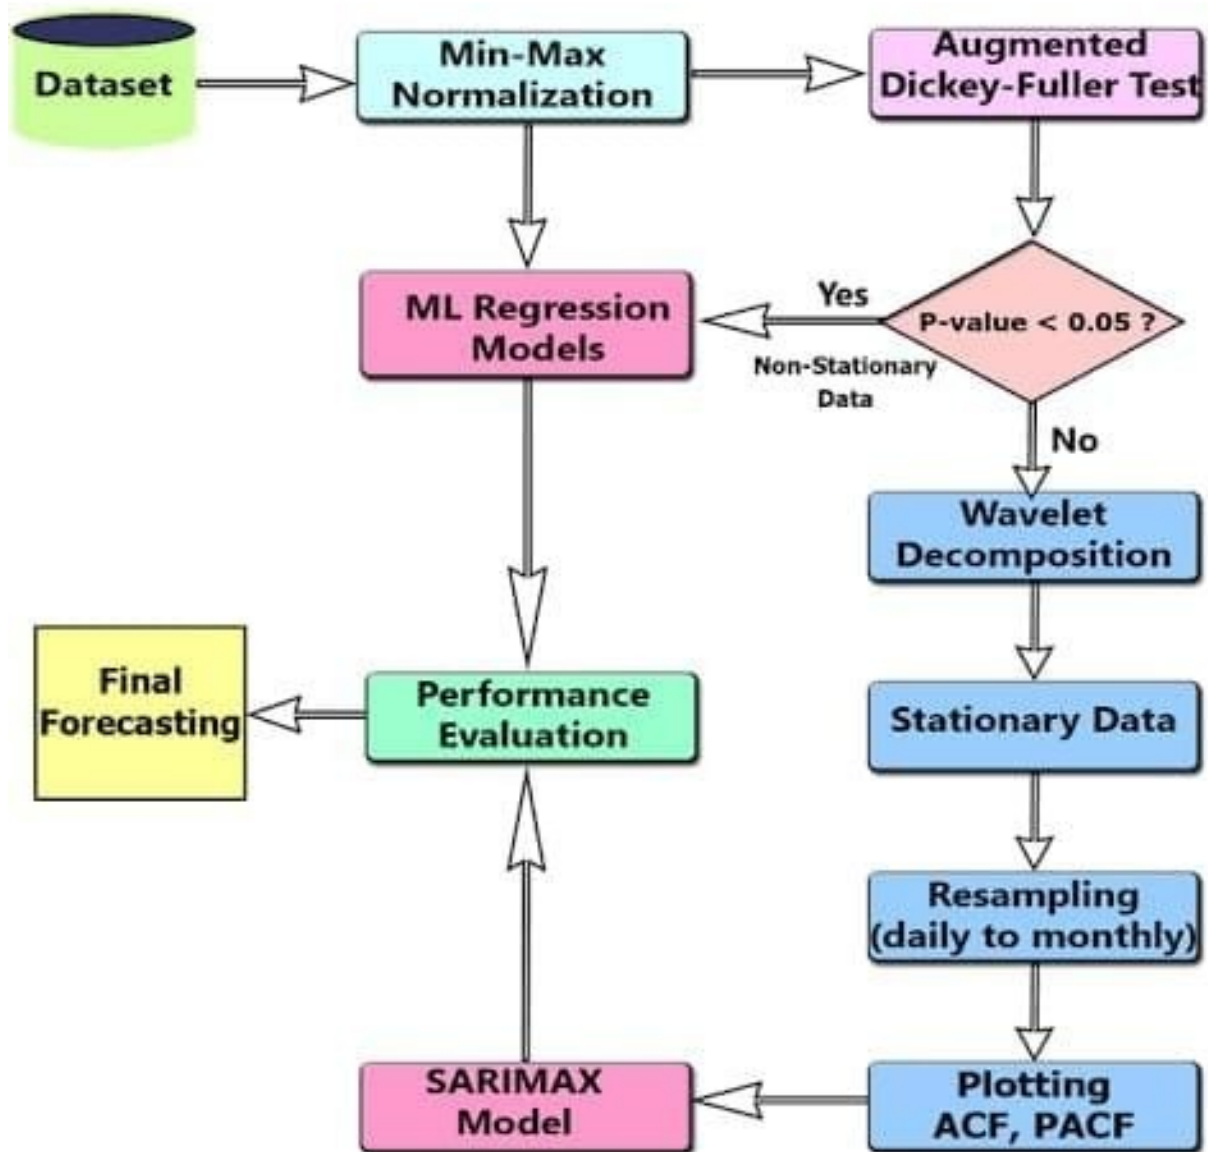 Dataset
Min-Max
Normalization
Augmented
Dickey-Fuller Test
ML Regression
Models
Yes
Non-Stationary
Data
P-value < 0.05 ?
No
Wavelet
Decomposition
Stationary Data
Resampling
(daily to monthly)
Plotting
ACF, PACF
SARIMAX
Model
Performance
Evaluation
Final
Forecasting